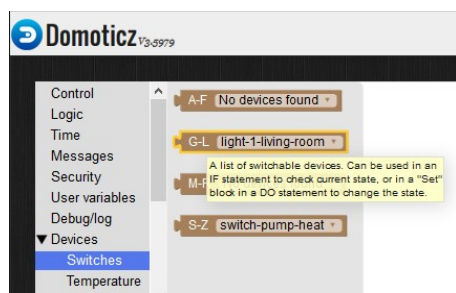 Domoticz V3.5979
Control
Logic
Time
Messages
Security
User variables
Debug/log
▼ Devices
Switches
Temperature
A-F No devices found
G-L light-1-living-room
A list of switchable devices. Can be used in an
IF statement to check current state, or in a "Set"
block in a DO statement to change the state.
S-Z switch-pump-heat